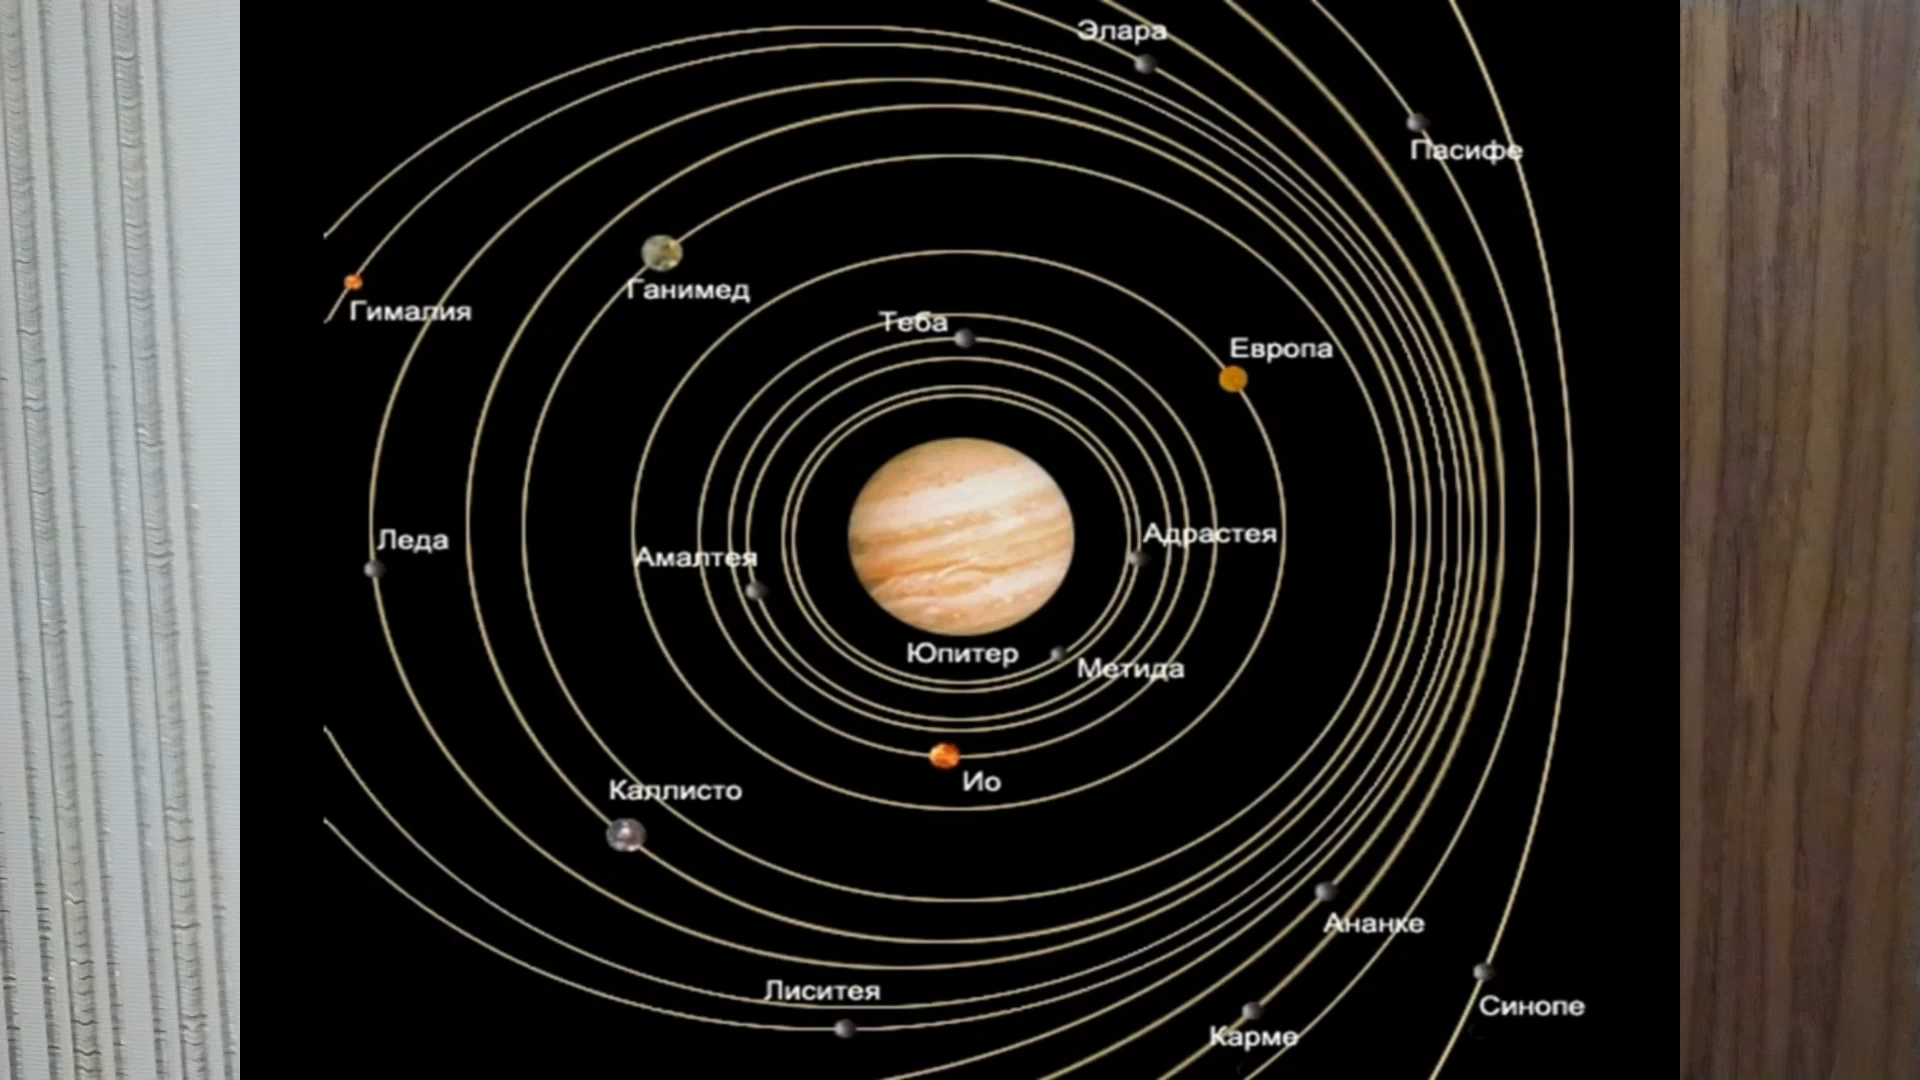 Элара
Пасифе
Ганимед
Гималия
Теба
Европа
Леда
Амалтея
Адрастея
Юпитер
Метида
Каллисто
Ио
Ананке
Лиситея
Синопе
Карме